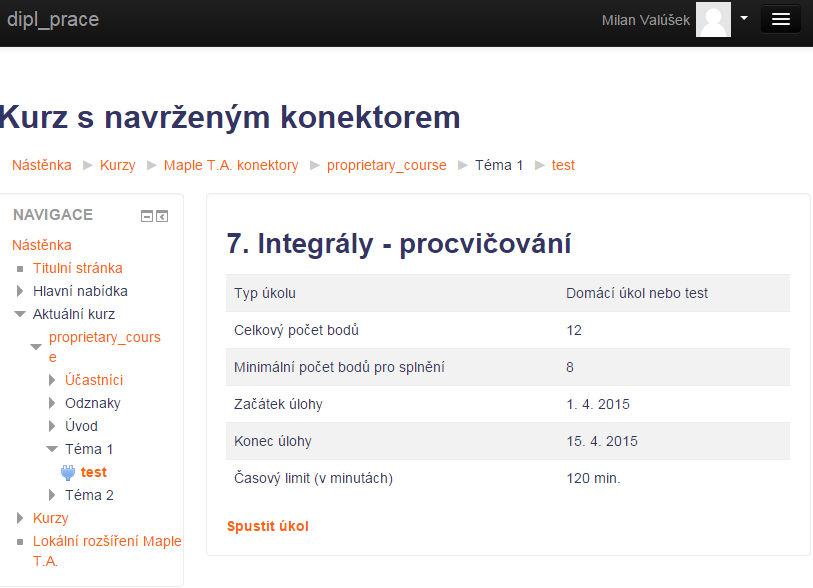 dipl_prace
Milan Valúšek
Kurz s navrženým konektorem
Nástěnka Kurzy Maple T.A. konektory proprietary_course Téma 1 test
NAVIGACE
Nástěnka
Titulní stránka
Hlavní nabídka
Aktuální kurz
proprietary_cours
e
Účastníci
Odznaky
Úvod
Téma 1
test
Téma 2
Kurzy
Lokální rozšíření Maple
T.A.
7. Integrály - procvičování
Typ úkolu Domácí úkol nebo test
Celkový počet bodů 12
Minimální počet bodů pro splnění 8
Začátek úlohy 1. 4. 2015
Konec úlohy 15. 4. 2015
Časový limit (v minutách) 120 min.
Spustit úkol